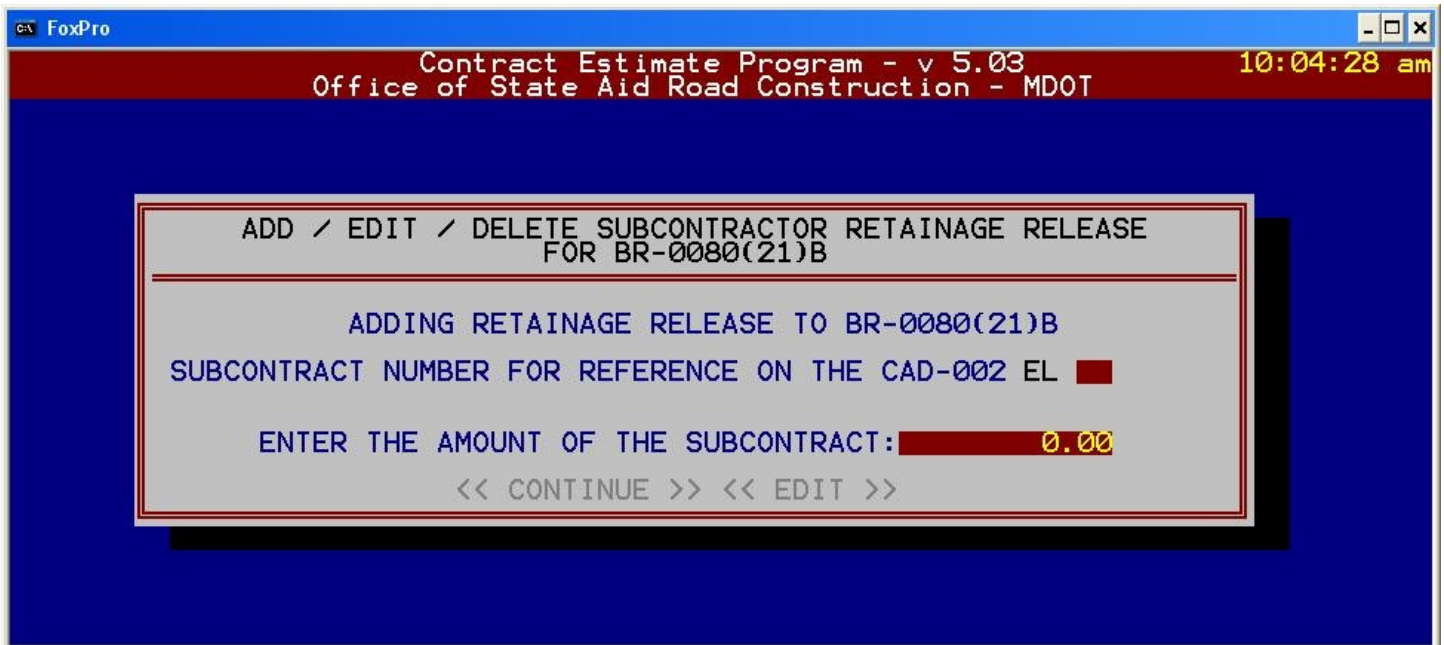 FoxPro
Contract Estimate Program - v 5.03 10:04:28 am
Office of State Aid Road Construction - MDOT
ADD / EDIT / DELETE SUBCONTRACTOR RETAINAGE RELEASE
FOR BR-0080(21)B
ADDING RETAINAGE RELEASE TO BR-0080(21)B
SUBCONTRACT NUMBER FOR REFERENCE ON THE CAD-002 EL
ENTER THE AMOUNT OF THE SUBCONTRACT: 0.00
<< CONTINUE >> << EDIT >>